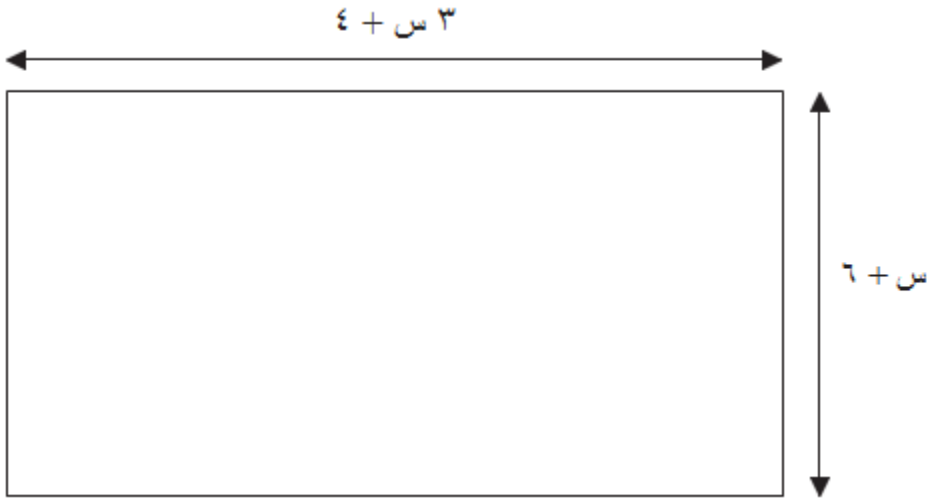 ٣ س + ٤
س + ٦